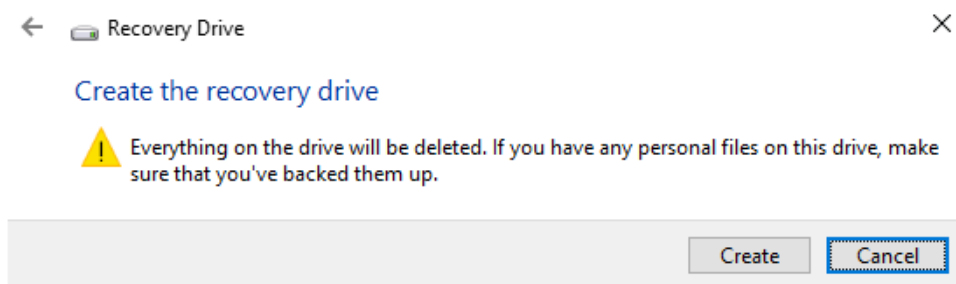 Recovery Drive
Create the recovery drive
Everything on the drive will be deleted. If you have any personal files on this drive, make
sure that you've backed them up.
Create
Cancel